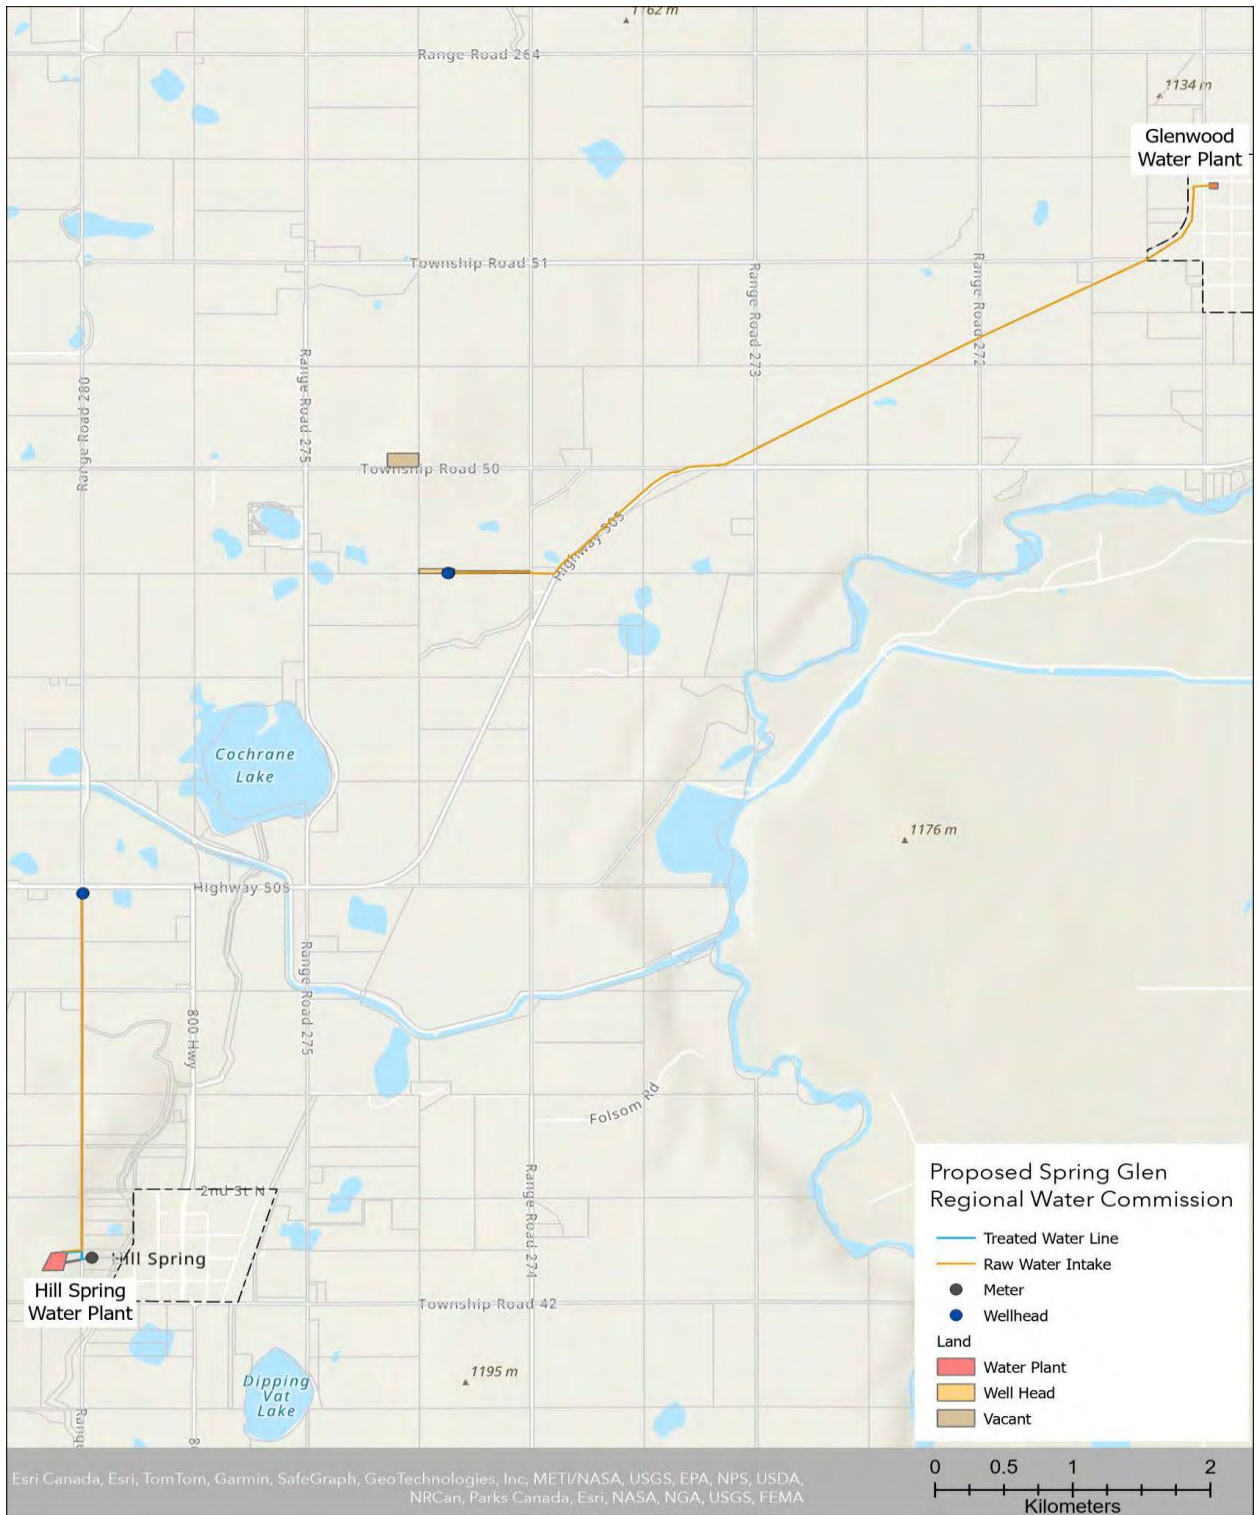 1162 m
Range Road 264
1134 m
Glenwood
Water Plant
Township Road 51
Range Road 273
Range Road 272
Range Road 280
Range Road 275
Township Road 50
Highway 505
Cochrane
Lake
1176 m
Highway 505
Range Road 275
800 Hwy
Folsom Rd
2nd St N
Range Road 274
Hill Spring
Hill Spring
Water Plant
Township Road 42
1195 m
Dipping
Vat
Lake
Range
8
Proposed Spring Glen
Regional Water Commission
Treated Water Line
Raw Water Intake
Meter
Wellhead
Land
Water Plant
Well Head
Vacant
Esri Canada, Esri, TomTom, Garmin, SafeGraph, GeoTechnologies, Inc, METI/NASA, USGS, EPA, NPS, USDA,
NRCan, Parks Canada, Esri, NASA, NGA, USGS, FEMA
0 0.5 1 2
Kilometers